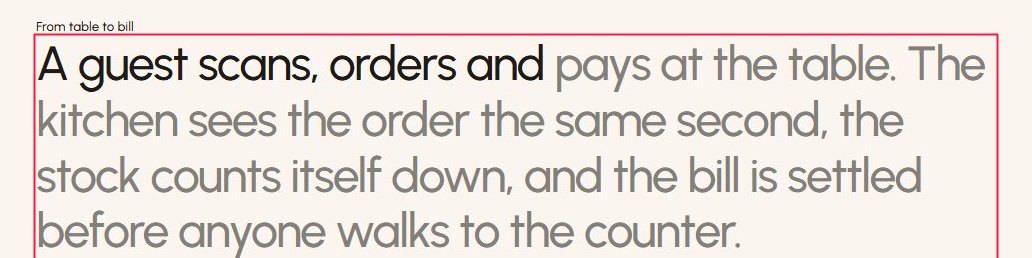 From table to bill
A guest scans, orders and pays at the table. The
kitchen sees the order the same second, the
stock counts itself down, and the bill is settled
before anyone walks to the counter.